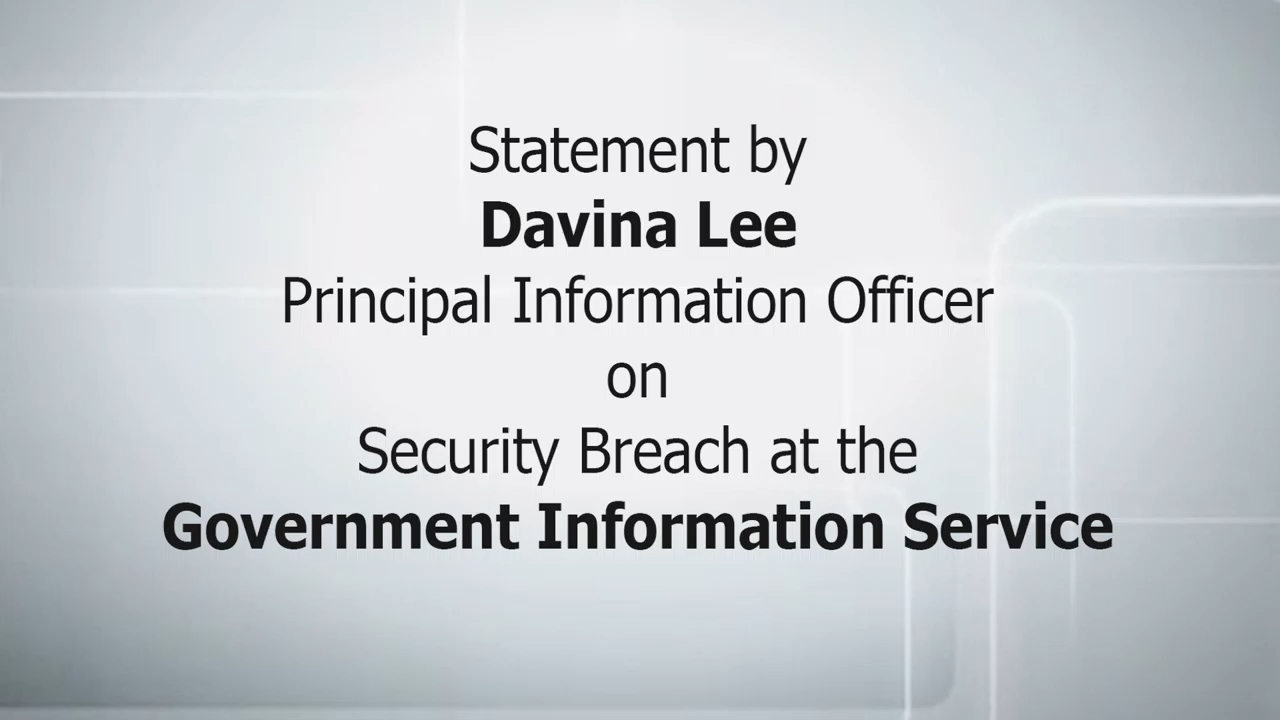 Statement by
Davina Lee
Principal Information Officer
on
Security Breach at the
Government Information Service